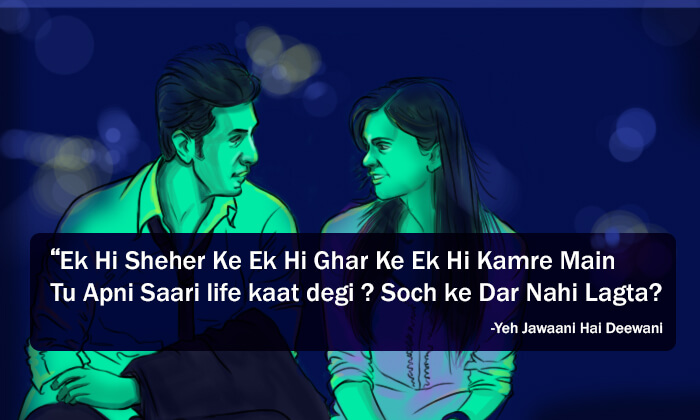 “Ek Hi Sheher Ke Ek Hi Ghar Ke Ek Hi Kamre Main
Tu Apni Saari life kaat degi ? Soch ke Dar Nahi Lagta?
-Yeh Jawaani Hai Deewani